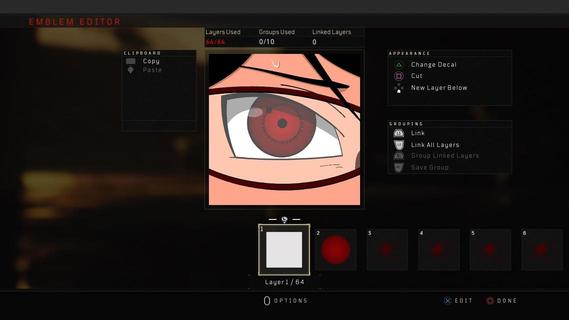 EMBLEM EDITOR
Layers Used Groups Used Linked Layers
64/64 0/10 0
CLIPBOARD
Copy
Paste
APPEARANCE
Change Decal
Cut
New Layer Below
GROUPING
Link
Link All Layers
Group Linked Layers
Save Group
1 2 3 4 5 6
Layer 1 / 64
OPTIONS
EDIT DONE